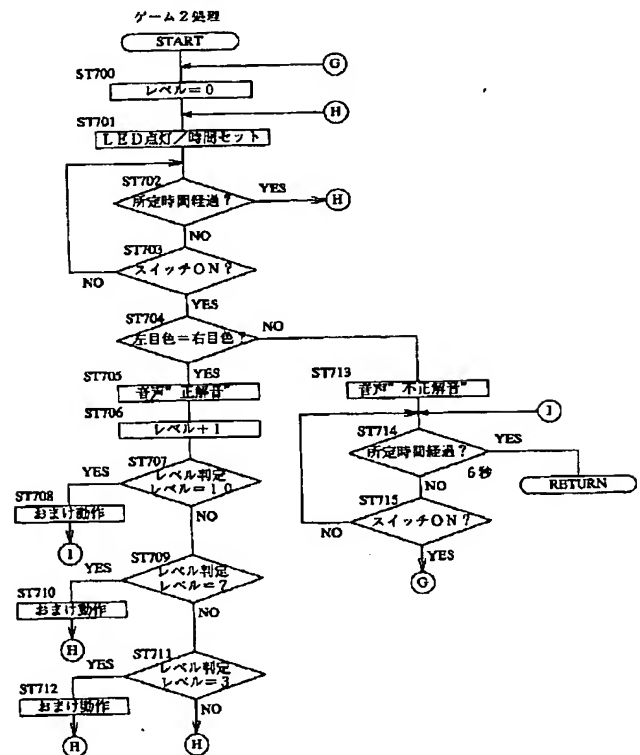 ゲーム2処理
START
G
ST700
レベル=0
H
ST701
LED点灯/時間セット
ST702
所定時間経過?
YES
H
NO
ST703
スイッチON?
NO
YES
ST704
左目色=右目色?
NO
YES
ST705
音声"正解音"
ST706
レベル+1
ST707
レベル判定
レベル=10
YES
NO
ST708
おまけ動作
I
ST709
レベル判定
レベル=7
YES
NO
ST710
おまけ動作
H
ST711
レベル判定
レベル=3
YES
NO
ST712
おまけ動作
H
H
ST713
音声"不正解音"
I
ST714
所定時間経過?
YES
6秒
NO
RETURN
ST715
スイッチON?
NO
YES
G